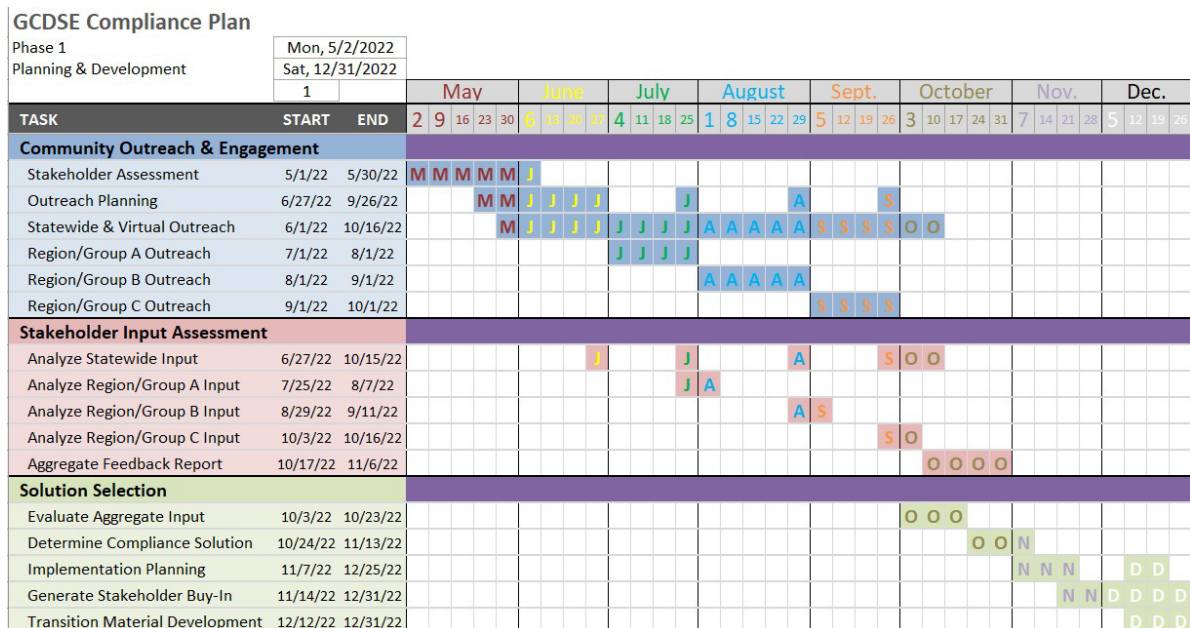 GCDSE Compliance Plan
Phase 1 Mon, 5/2/2022
Planning & Development Sat, 12/31/2022
1
May June July August Sept. October Nov. Dec.
TASK START END 2 9 16 23 30 6 13 20 27 4 11 18 25 1 8 15 22 29 5 12 19 26 3 10 17 24 31 7 14 21 28 5 12 19 26
Community Outreach & Engagement
Stakeholder Assessment 5/1/22 5/30/22 M M M M M J
Outreach Planning 6/27/22 9/26/22 M M J J J J J A S
Statewide & Virtual Outreach 6/1/22 10/16/22 M J J J J J J J J A A A A A S S S S O O
Region/Group A Outreach 7/1/22 8/1/22 J J J J
Region/Group B Outreach 8/1/22 9/1/22 A A A A A
Region/Group C Outreach 9/1/22 10/1/22 S S S S
Stakeholder Input Assessment
Analyze Statewide Input 6/27/22 10/15/22 J J A S O O
Analyze Region/Group A Input 7/25/22 8/7/22 J A
Analyze Region/Group B Input 8/29/22 9/11/22 A S
Analyze Region/Group C Input 10/3/22 10/16/22 S O
Aggregate Feedback Report 10/17/22 11/6/22 O O O O
Solution Selection
Evaluate Aggregate Input 10/3/22 10/23/22 O O O
Determine Compliance Solution 10/24/22 11/13/22 O O N
Implementation Planning 11/7/22 12/25/22 N N N D D
Generate Stakeholder Buy-In 11/14/22 12/31/22 N N D D D D
Transition Material Development 12/12/22 12/31/22 D D D